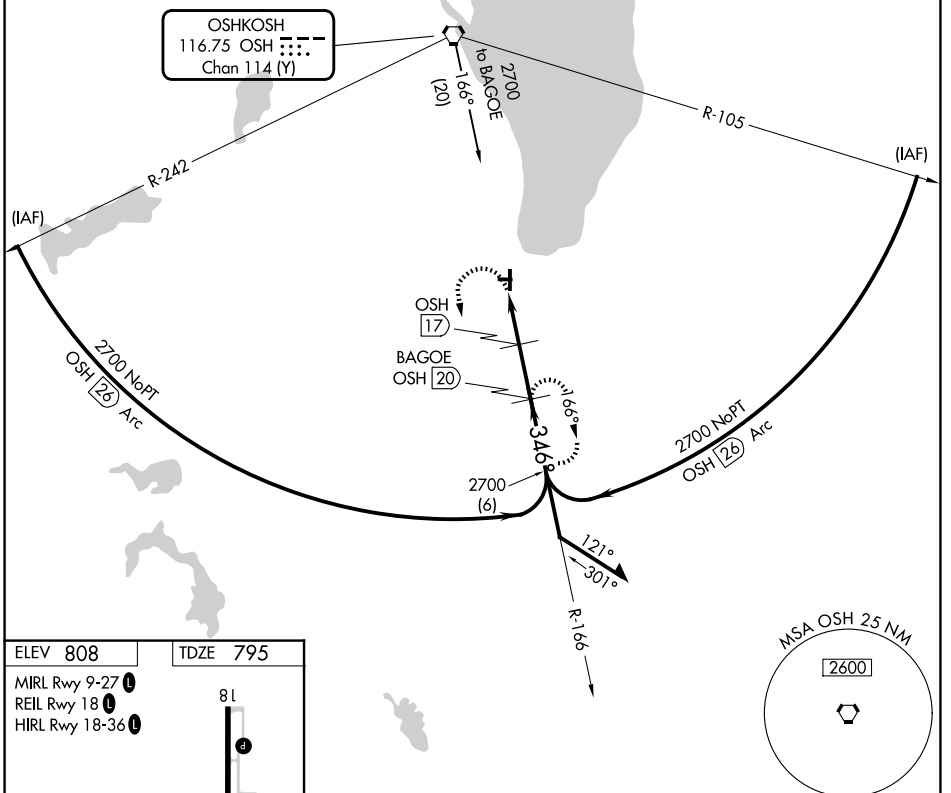 OSHKOSH
116.75 OSH
Chan 114 (Y)
2700
to BAGOE
166°
(20)
R-105
R-242
(IAF)
(IAF)
OSH
17
BAGOE
OSH 20
166°
346°
2700 NoPT
OSH 26 Arc
2700 NoPT
OSH 26 Arc
2700
(6)
121°
301°
R-166
MSA OSH 25 NM
2600
ELEV 808
TDZE 795
MIRL Rwy 9-27 L
REIL Rwy 18 L
HIRL Rwy 18-36 L
18
P